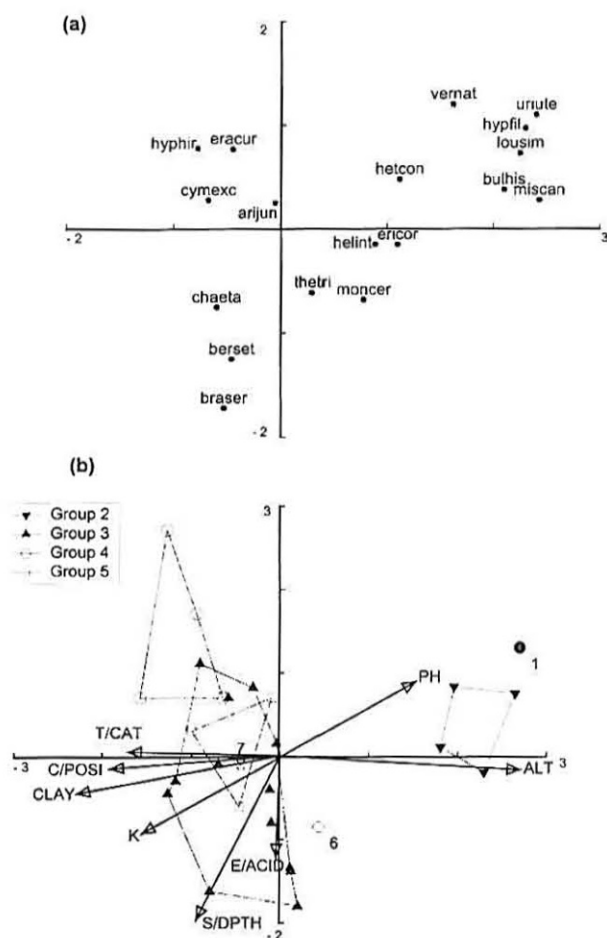 (a)
2
vernat
uriute
hypfil
lousim
hyphir eracur
hetcon
bulhis
miscan
cymexc
arijun
-2
3
helint ericor
thetri moncer
chaeta
berset
braser
-2
(b)
3
Group 2
Group 3
Group 4
Group 5
1
PH
T/CAT
7
-3
C/POSI
ALT
3
CLAY
K
6
E/ACID
S/DPTH
-2